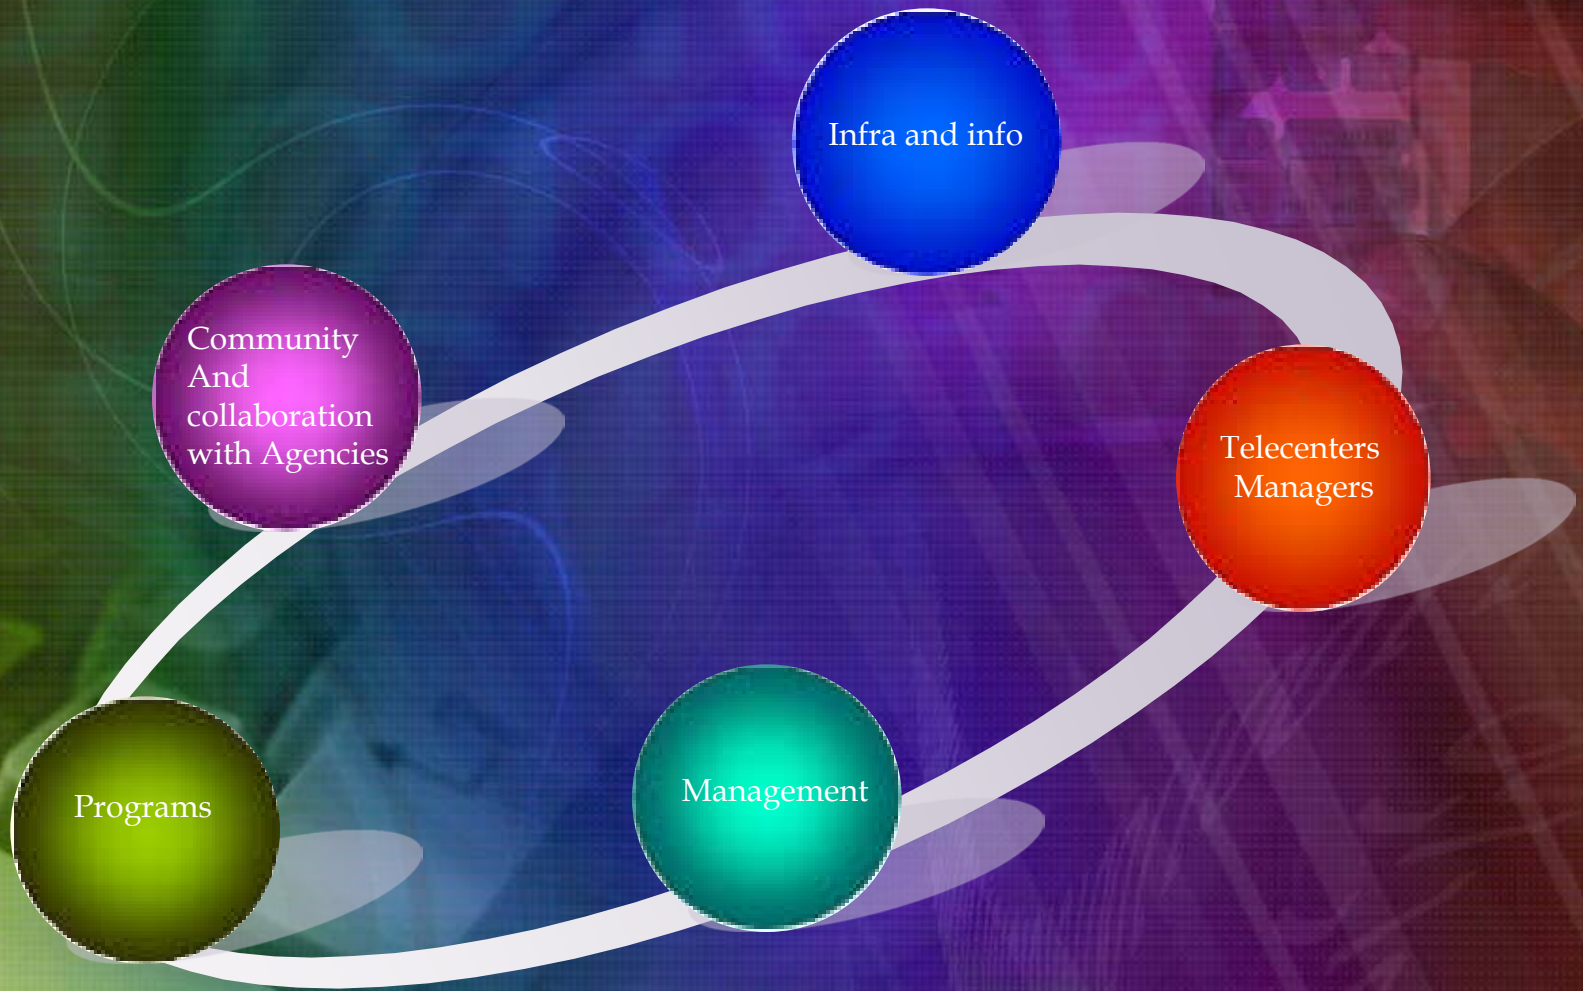 Infra and info
Community
And
collaboration
with Agencies
Telecenters
Managers
Management
Programs